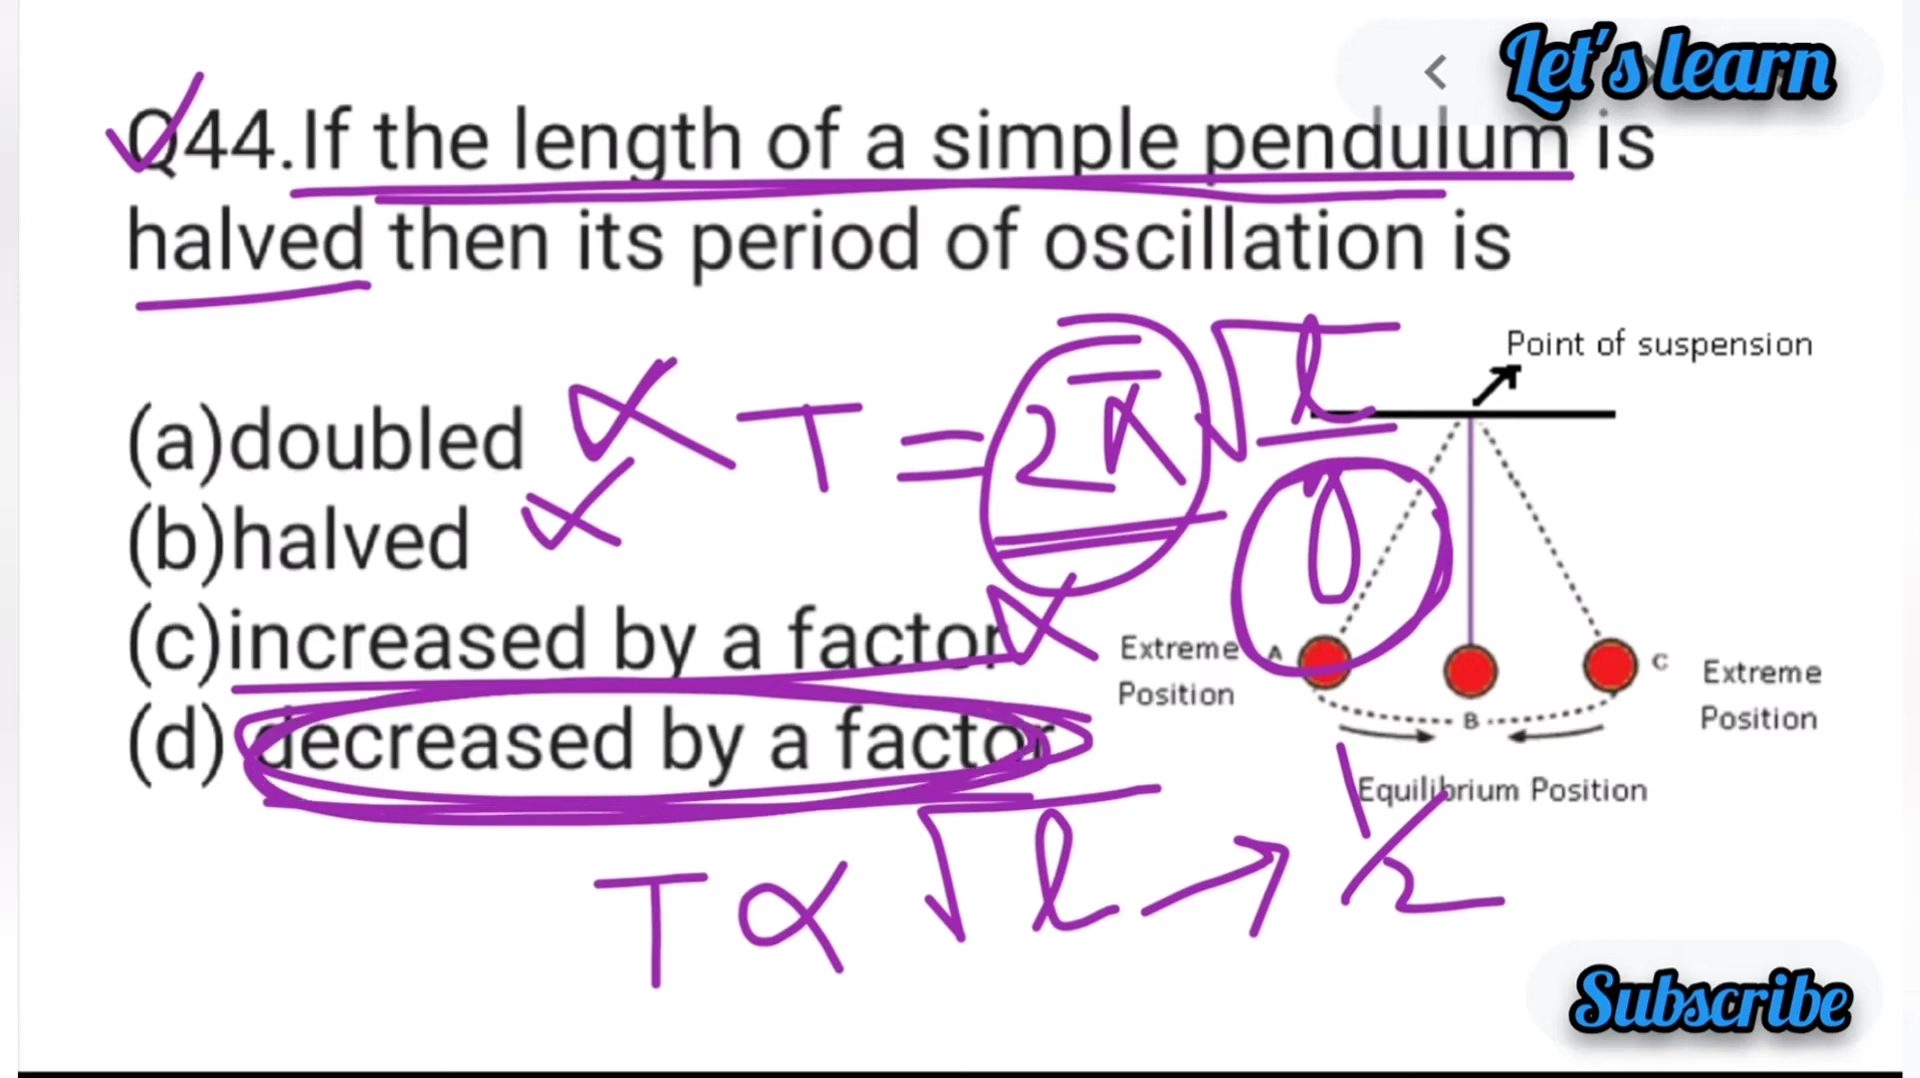 Let's learn
Q44.If the length of a simple pendulum is
halved then its period of oscillation is
Point of suspension
(a)doubled
T = 2π√l/g
(b)halved
(c)increased by a factor
Extreme Position
A
C
Extreme Position
(d) decreased by a factor
B
Equilibrium Position
T ∝ √l → 1/2
Subscribe